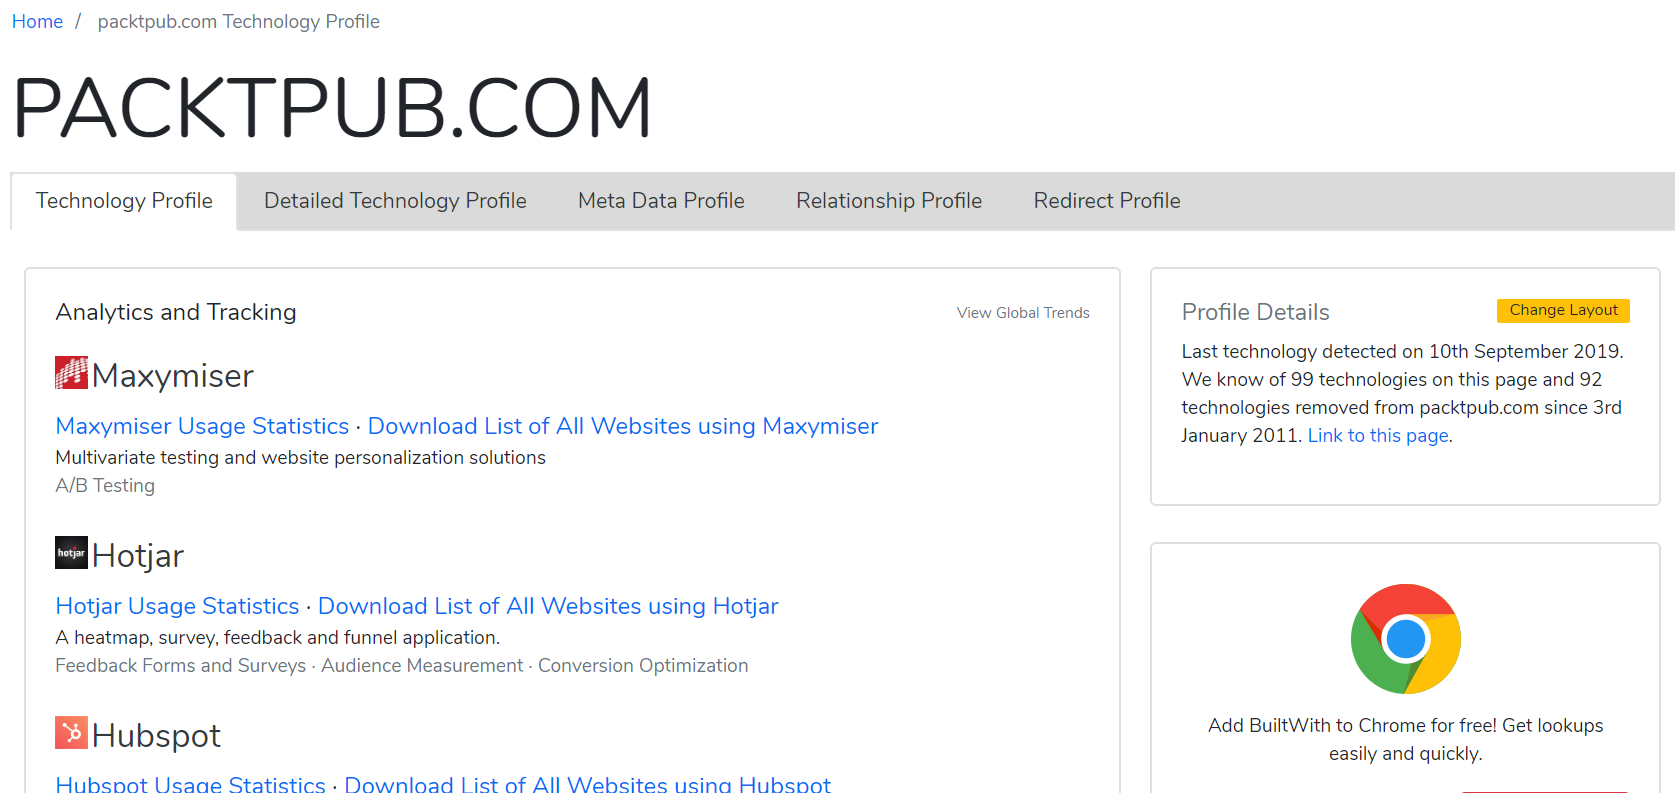 Home / packtpub.com Technology Profile
PACKTPUB.COM
Technology Profile
Detailed Technology Profile
Meta Data Profile
Relationship Profile
Redirect Profile
Analytics and Tracking
View Global Trends
Maxymiser
Maxymiser Usage Statistics · Download List of All Websites using Maxymiser
Multivariate testing and website personalization solutions
A/B Testing
hotjar
Hotjar
Hotjar Usage Statistics · Download List of All Websites using Hotjar
A heatmap, survey, feedback and funnel application.
Feedback Forms and Surveys · Audience Measurement · Conversion Optimization
Hubspot
Hubspot Usage Statistics · Download List of All Websites using Hubspot
Profile Details
Change Layout
Last technology detected on 10th September 2019.
We know of 99 technologies on this page and 92
technologies removed from packtpub.com since 3rd
January 2011. Link to this page.
Add BuiltWith to Chrome for free! Get lookups
easily and quickly.